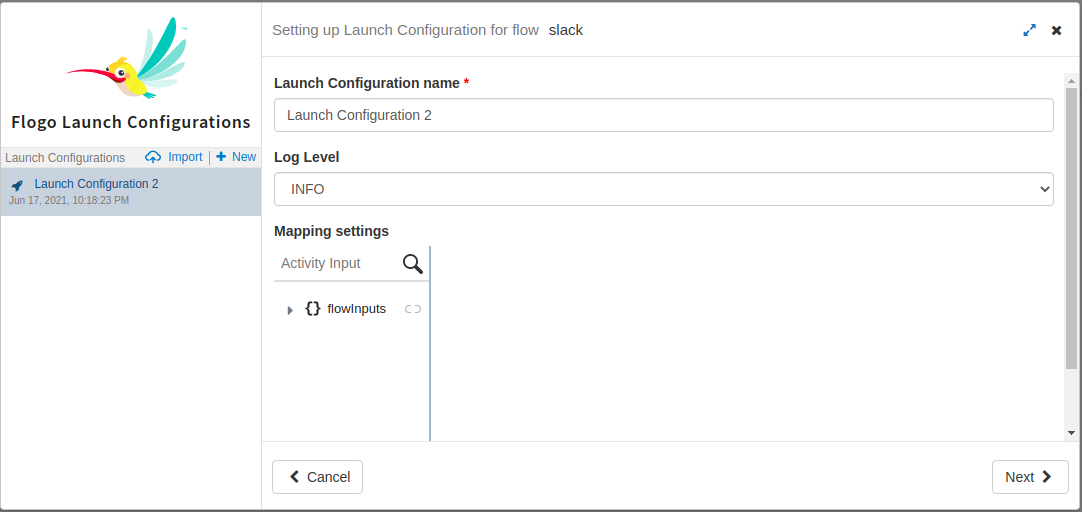 ™
Flogo Launch Configurations
Launch Configurations Import | + New
Launch Configuration 2
Jun 17, 2021, 10:18:23 PM
Setting up Launch Configuration for flow slack
Launch Configuration name *
Launch Configuration 2
Log Level
INFO
Mapping settings
Activity Input
{} flowInputs
Cancel
Next